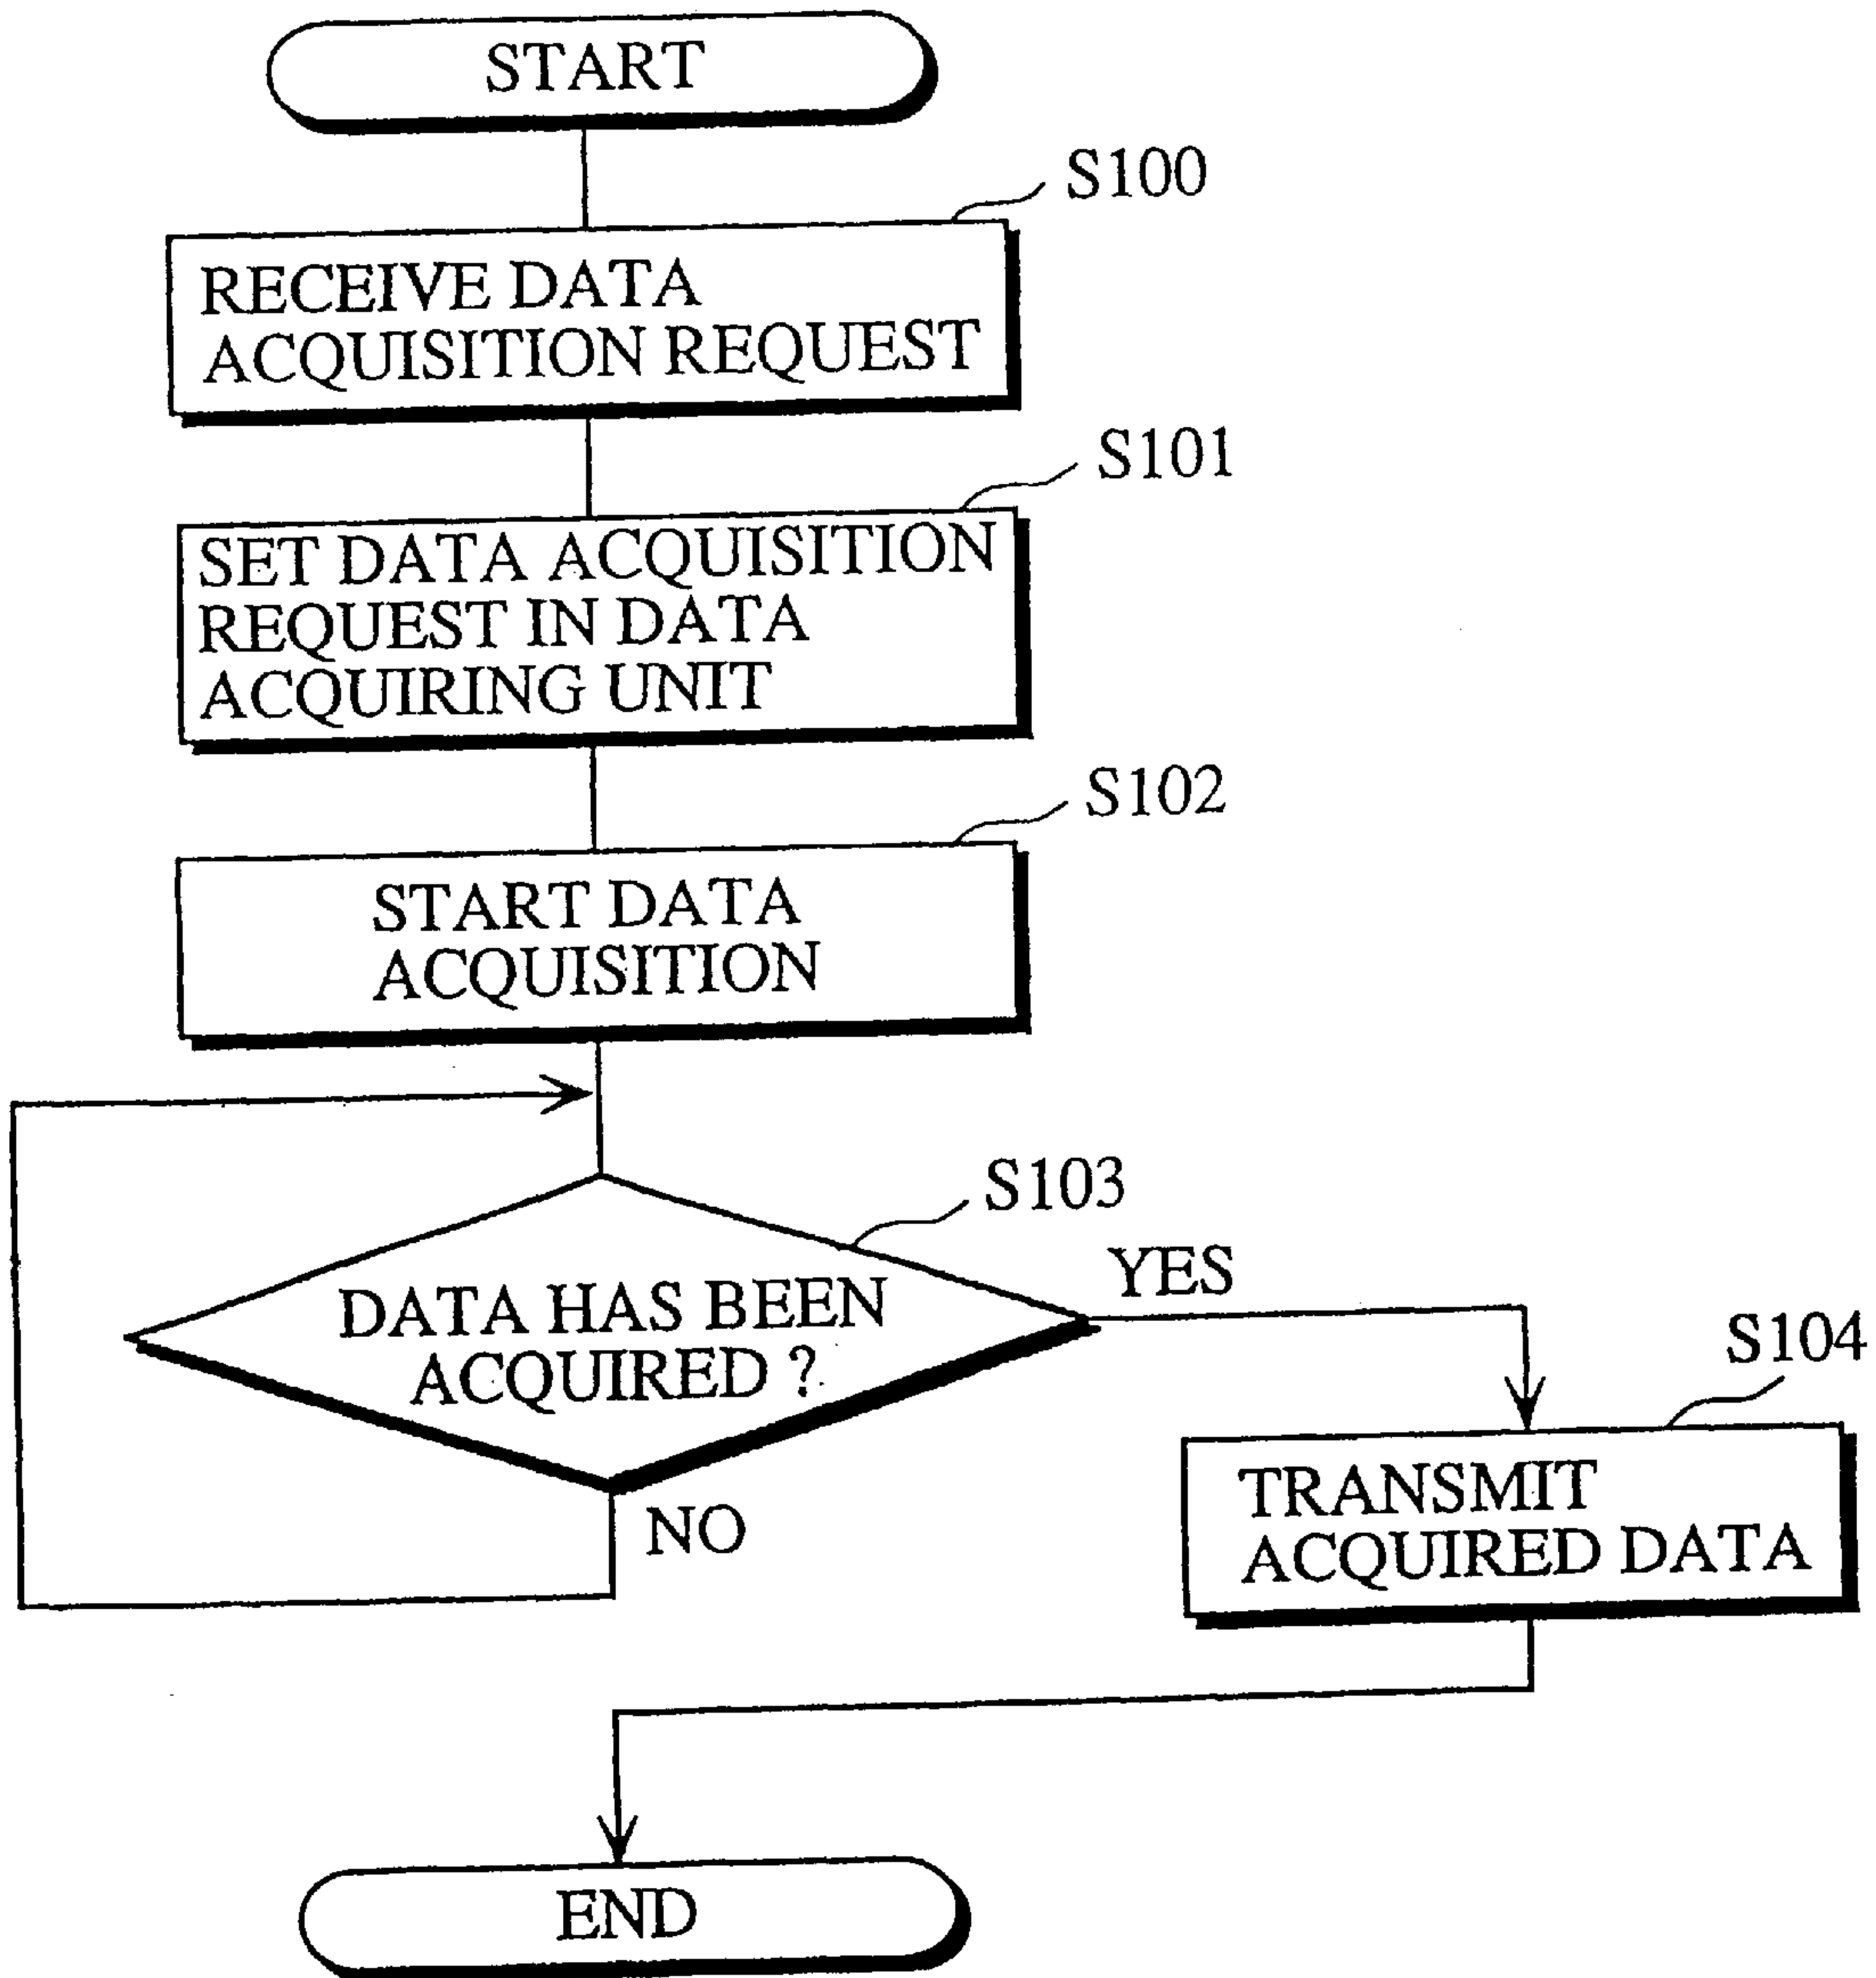 START
S100
RECEIVE DATA
ACQUISITION REQUEST
S101
SET DATA ACQUISITION
REQUEST IN DATA
ACQUIRING UNIT
S102
START DATA
ACQUISITION
S103
DATA HAS BEEN
ACQUIRED ?
YES
NO
S104
TRANSMIT
ACQUIRED DATA
END